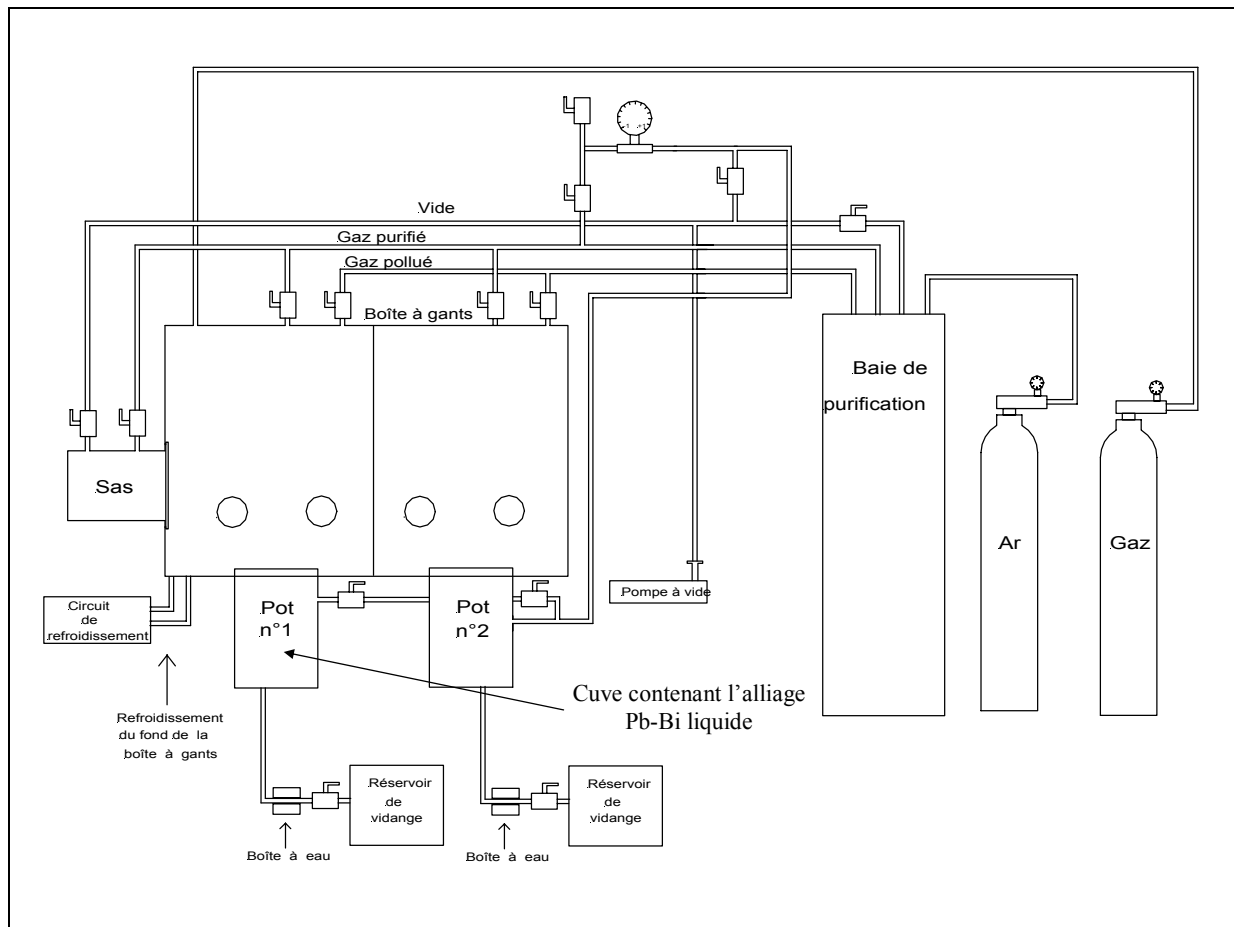 Vide
Gaz purifié
Gaz pollué
Boîte à gants
Baie de
purification
Sas
Ar
Gaz
Pompe à vide
Circuit
de
refroidissement
Pot
n°1
Pot
n°2
Cuve contenant l’alliage
Pb-Bi liquide
Refroidissement
du fond de la
boîte à gants
Réservoir
de
vidange
Réservoir
de
vidange
Boîte à eau
Boîte à eau